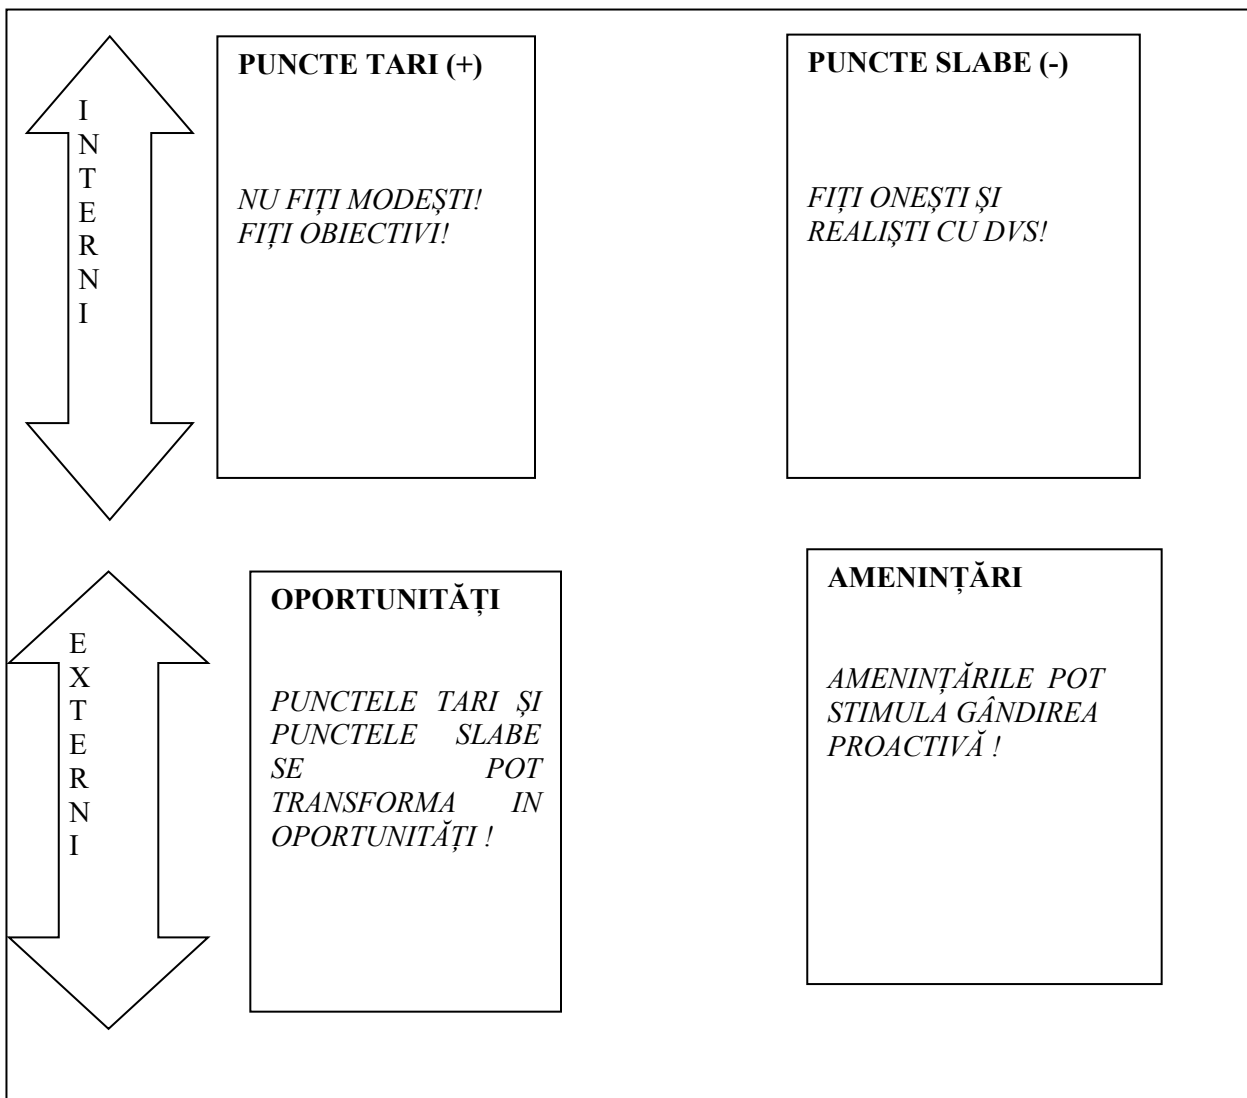 I
N
T
E
R
N
I
PUNCTE TARI (+)
NU FIȚI MODEȘTI!
FIȚI OBIECTIVI!
PUNCTE SLABE (-)
FIȚI ONEȘTI ȘI
REALIȘTI CU DVS!
E
X
T
E
R
N
I
OPORTUNITĂȚI
PUNCTELE TARI ȘI
PUNCTELE SLABE
SE POT
TRANSFORMA IN
OPORTUNITĂȚI !
AMENINȚĂRI
AMENINȚĂRILE POT
STIMULA GÂNDIREA
PROACTIVĂ !